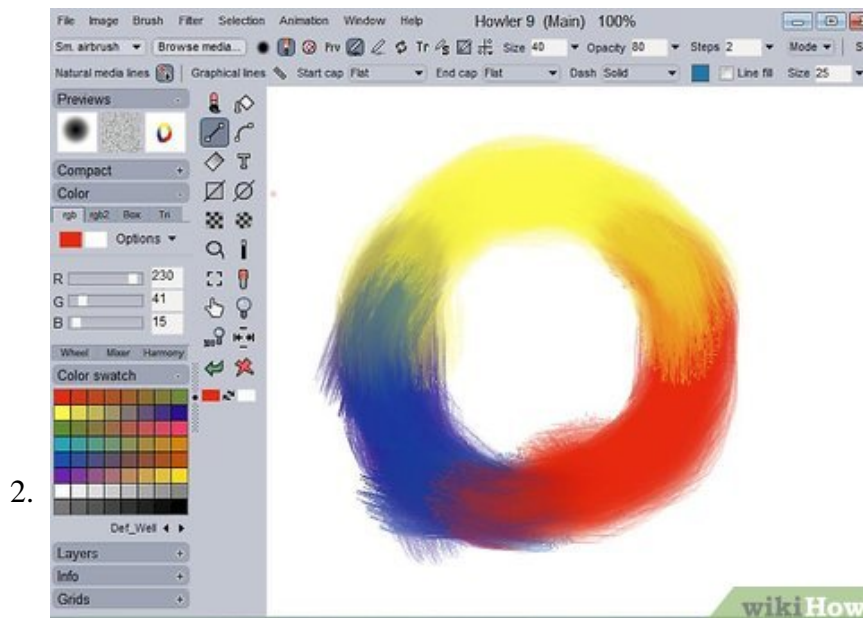 File Image Brush Filter Selection Animation Window Help Howler 9 (Main) 100%
Sm. airbrush Browse media... Prv Tr Size 40 Opacity 80 Steps 2 Mode S
Natural media lines Graphical lines Start cap Flat End cap Flat Dash Solid Line fill Size 25
Previews
Compact
Color
rgb rgb2 Box Tri
Options
R 230
G 41
B 15
Wheel Mixer Harmony
Color swatch
2.
Def_Well
Layers
Info
Grids
wikiHow